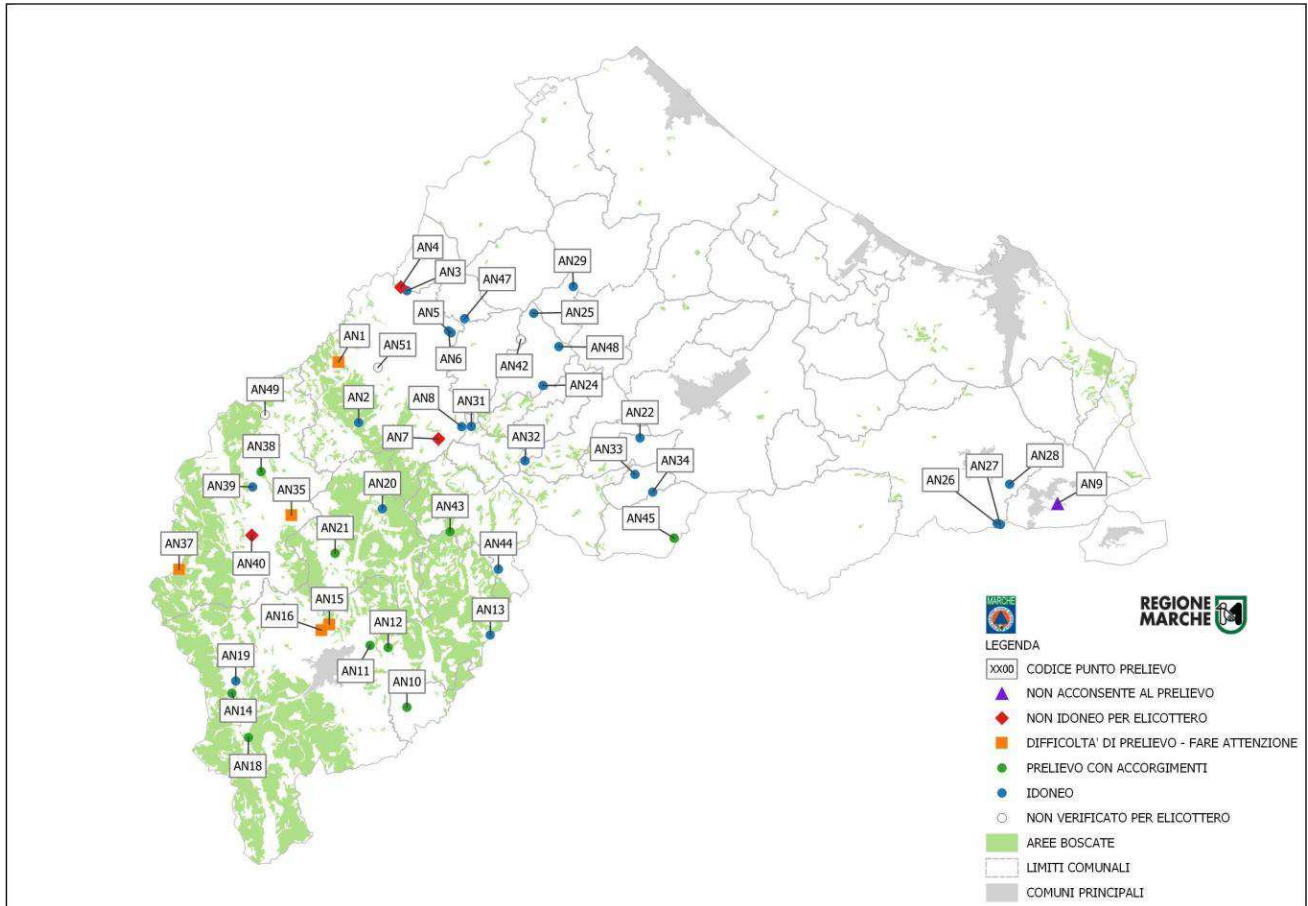 AN4
AN3
AN47
AN29
AN5
AN25
AN1
AN51
AN6
AN42
AN48
AN49
AN24
AN2
AN8
AN31
AN22
AN7
AN38
AN32
AN33
AN34
AN28
AN27
AN39
AN35
AN20
AN26
AN9
AN43
AN45
AN21
AN37
AN40
AN44
AN15
AN16
AN13
AN12
AN19
AN11
AN10
AN14
AN18
MARCHE
REGIONE
MARCHE
LEGENDA
XX00 CODICE PUNTO PRELIEVO
NON ACCONSENTE AL PRELIEVO
NON IDONEO PER ELICOTTERO
DIFFICOLTA' DI PRELIEVO - FARE ATTENZIONE
PRELIEVO CON ACCORGIMENTI
IDONEO
NON VERIFICATO PER ELICOTTERO
AREE BOSCATE
LIMITI COMUNALI
COMUNI PRINCIPALI